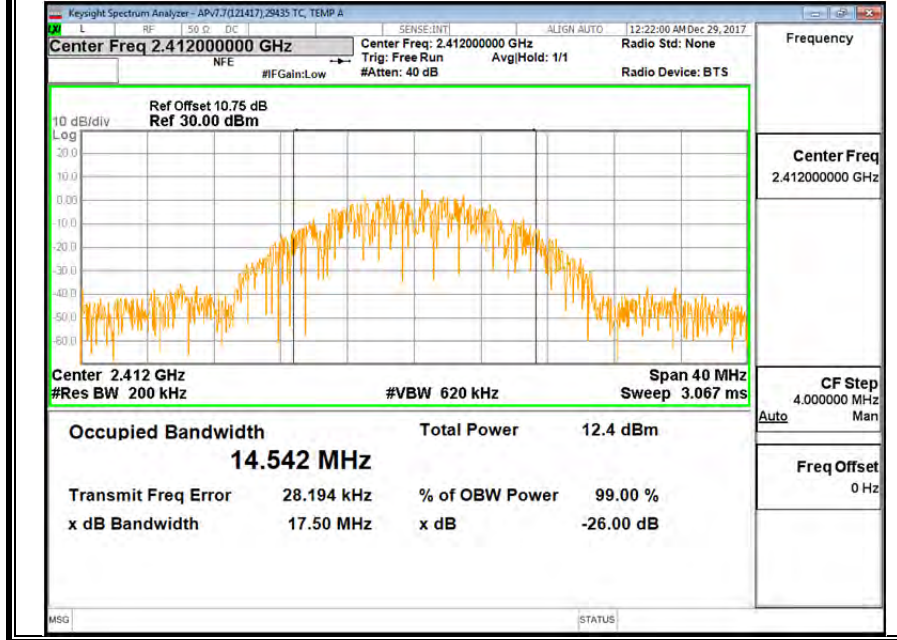 Keysight Spectrum Analyzer - APv7.7(121417),29435 TC, TEMP A
LXI L RF 50 Ω DC SENSE:INT ALIGN AUTO 12:22:00 AM Dec 29, 2017
Center Freq 2.412000000 GHz
NFE
#IFGain:Low
Center Freq: 2.412000000 GHz
Trig: Free Run Avg|Hold: 1/1
#Atten: 40 dB
Radio Std: None
Radio Device: BTS
Frequency
Ref Offset 10.75 dB
10 dB/div Ref 30.00 dBm
Log
20.0
10.0
0.00
-10.0
-20.0
-30.0
-40.0
-50.0
-60.0
Center 2.412 GHz Span 40 MHz
#Res BW 200 kHz #VBW 620 kHz Sweep 3.067 ms
Center Freq
2.412000000 GHz
CF Step
4.000000 MHz
Auto Man
Freq Offset
0 Hz
Occupied Bandwidth Total Power 12.4 dBm
14.542 MHz
Transmit Freq Error 28.194 kHz % of OBW Power 99.00 %
x dB Bandwidth 17.50 MHz x dB -26.00 dB
MSG STATUS